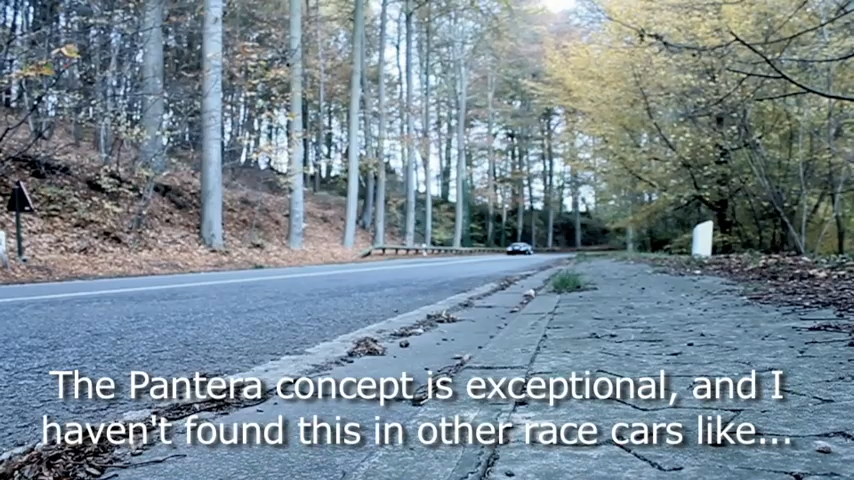 The Pantera concept is exceptional, and I
haven't found this in other race cars like...